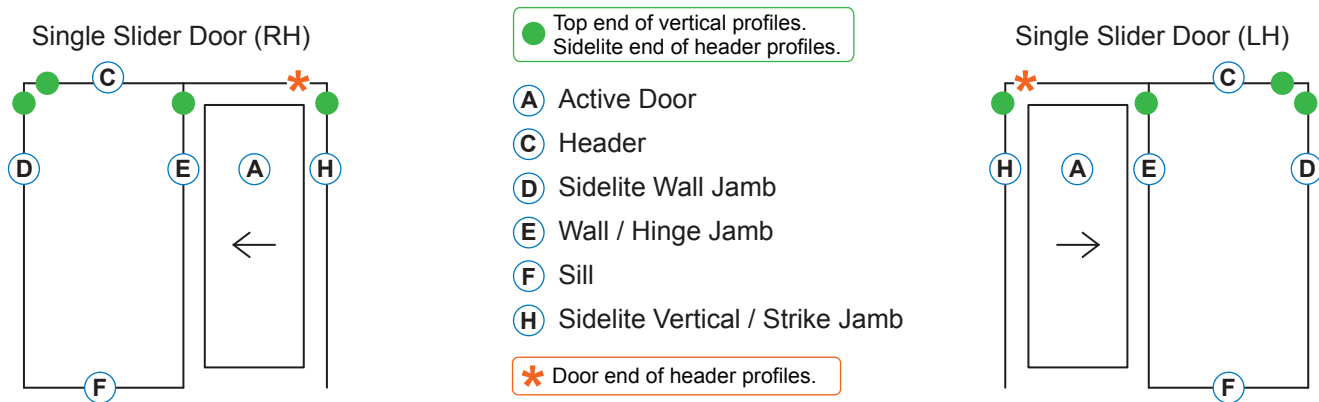 Single Slider Door (RH)
C
D
E
A
H
F
Top end of vertical profiles.
Sidelite end of header profiles.
A Active Door
C Header
D Sidelite Wall Jamb
E Wall / Hinge Jamb
F Sill
H Sidelite Vertical / Strike Jamb
* Door end of header profiles.
Single Slider Door (LH)
C
H
A
E
D
F